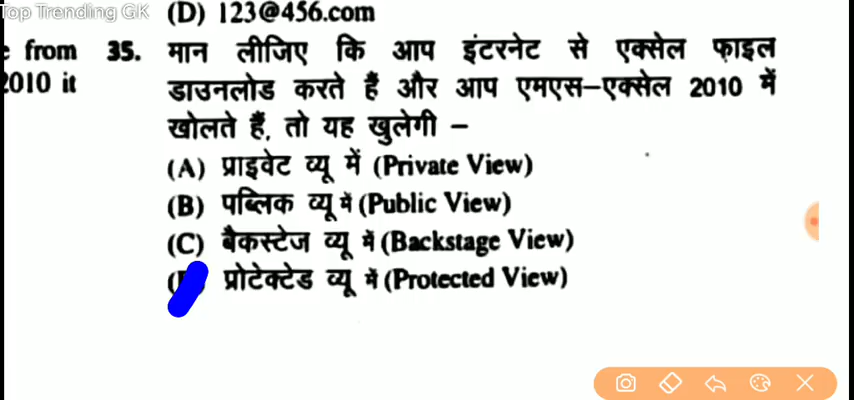 Top Trending GK
(D) 123@456.com
from 35. मान लीजिए कि आप इंटरनेट से एक्सेल फ़ाइल
2010 it डाउनलोड करते हैं और आप एमएस–एक्सेल 2010 में
खोलते हैं, तो यह खुलेगी –
(A) प्राइवेट व्यू में (Private View)
(B) पब्लिक व्यू में (Public View)
(C) बैकस्टेज व्यू में (Backstage View)
प्रोटेक्टेड व्यू में (Protected View)